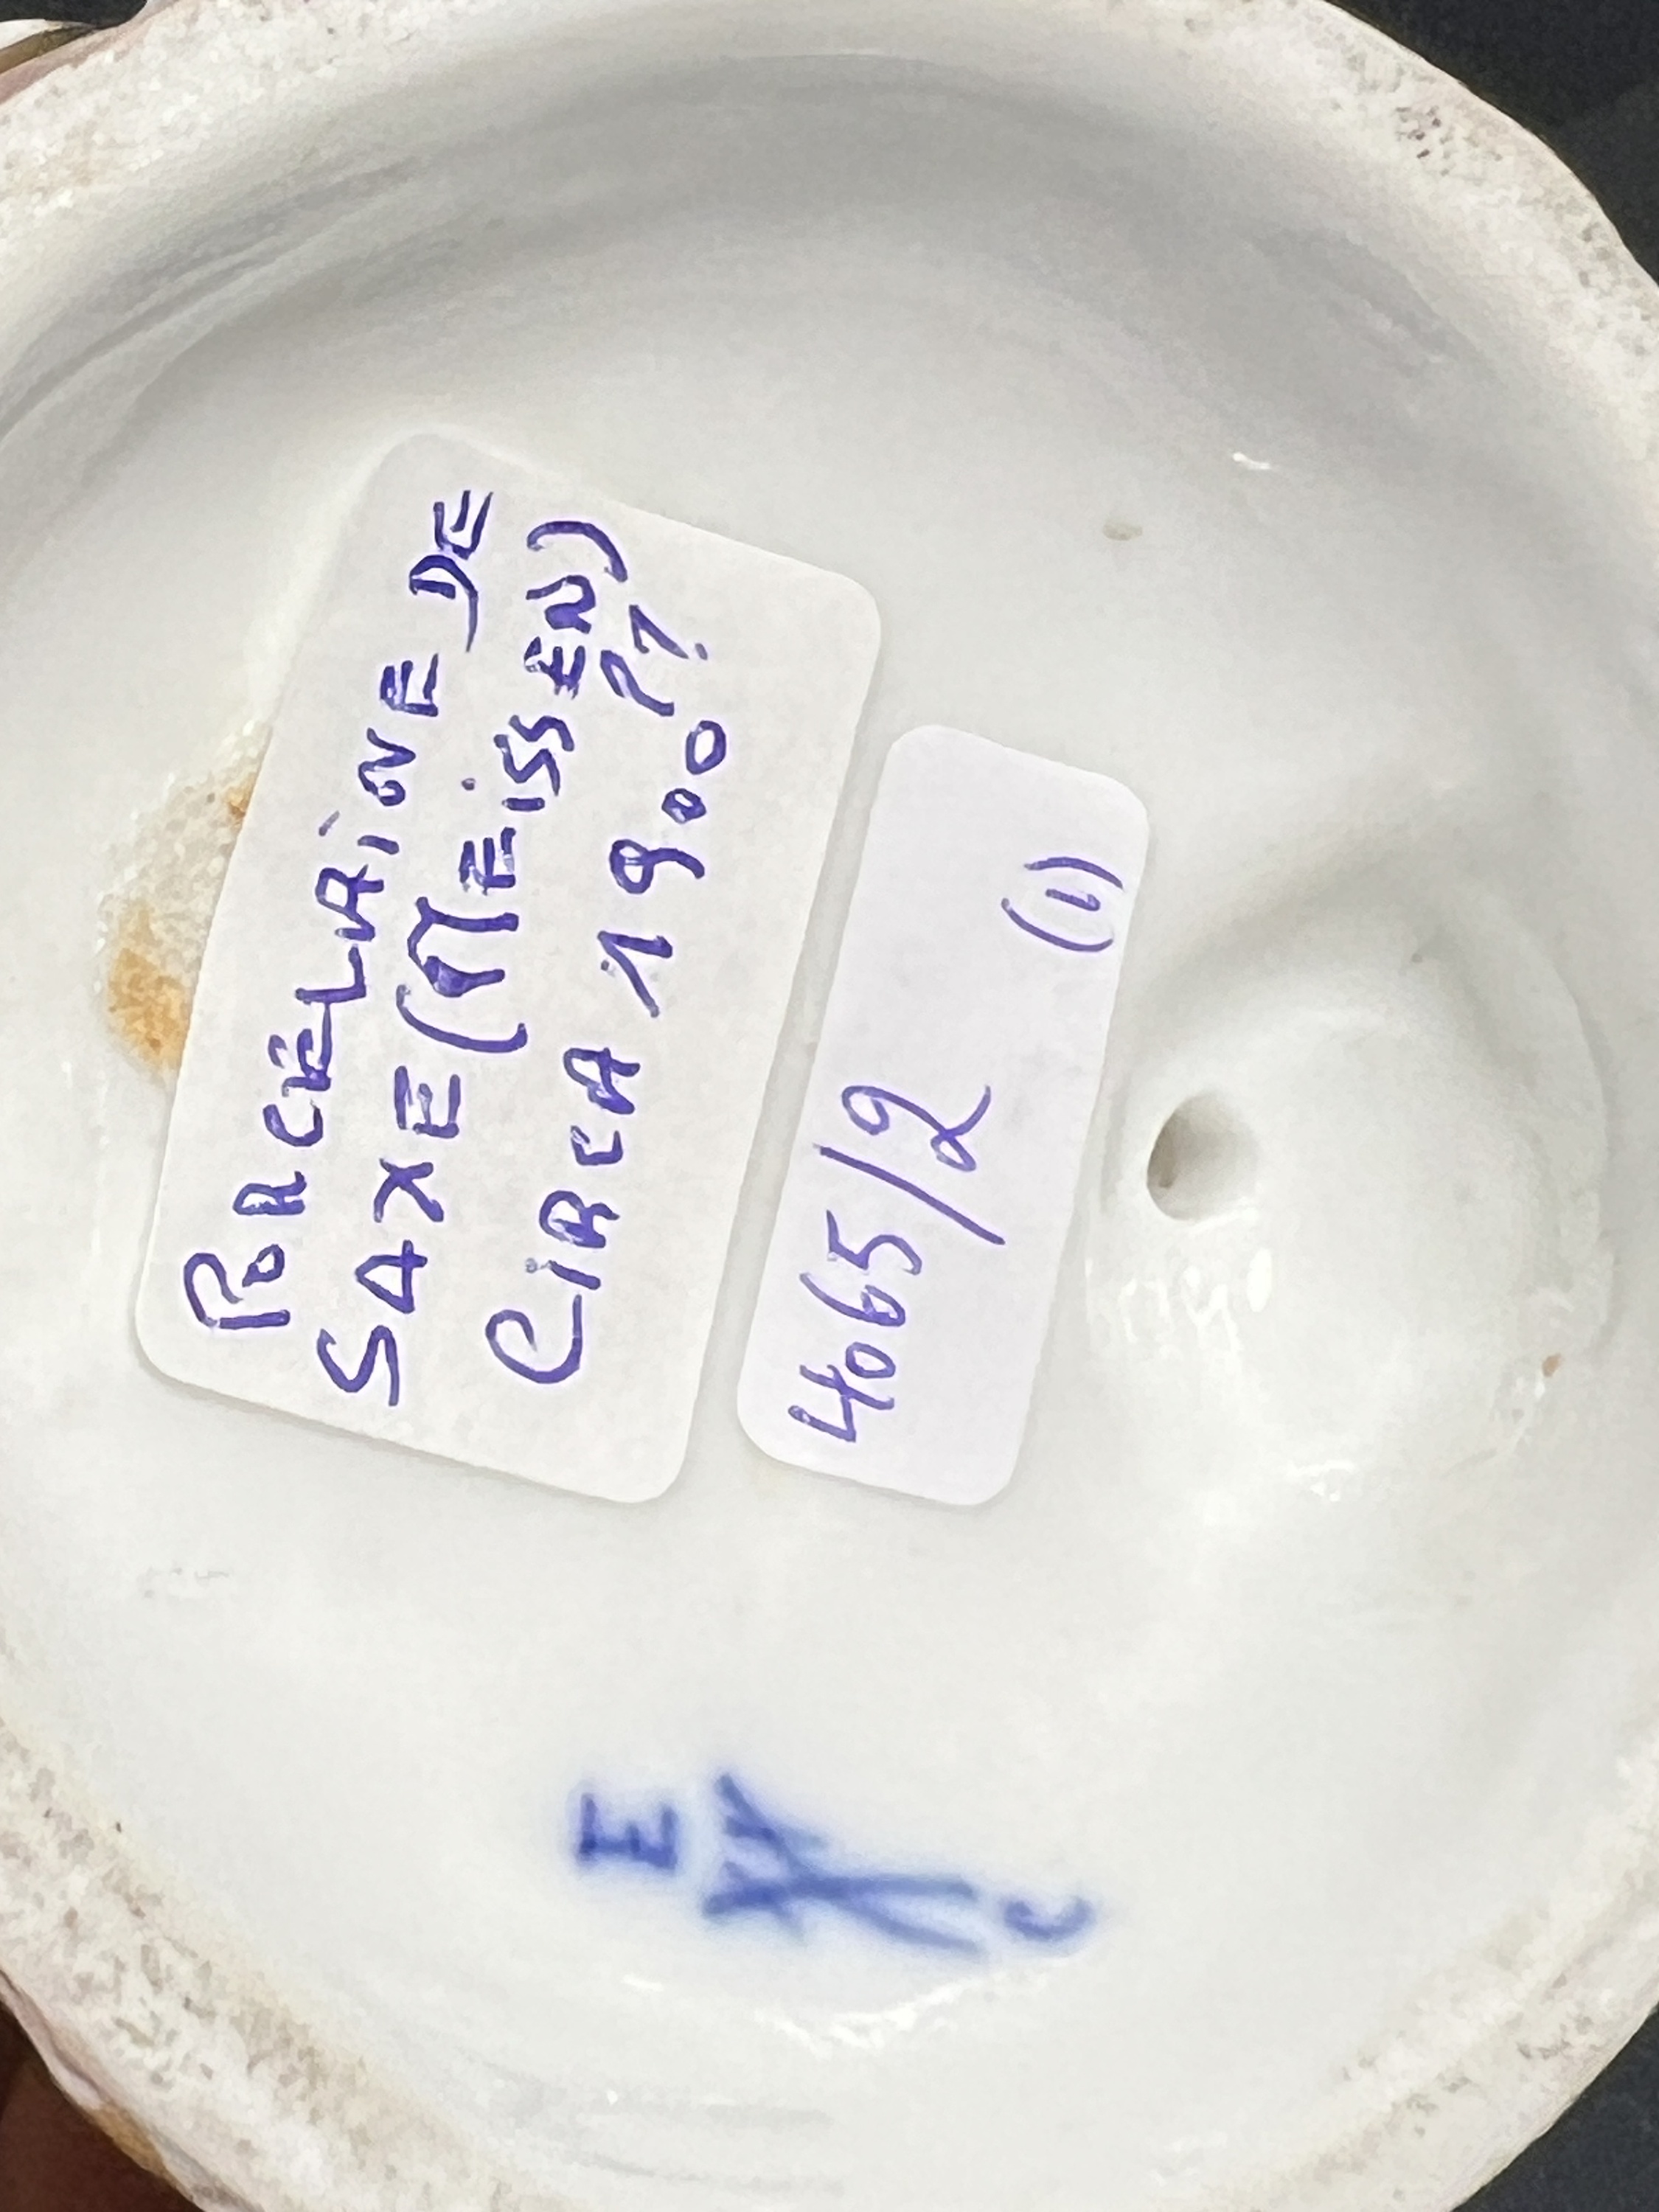 PORCELAINE DE
SAXE (MEISSEN)
CIRCA 1900
4065/2 (1)
E
C